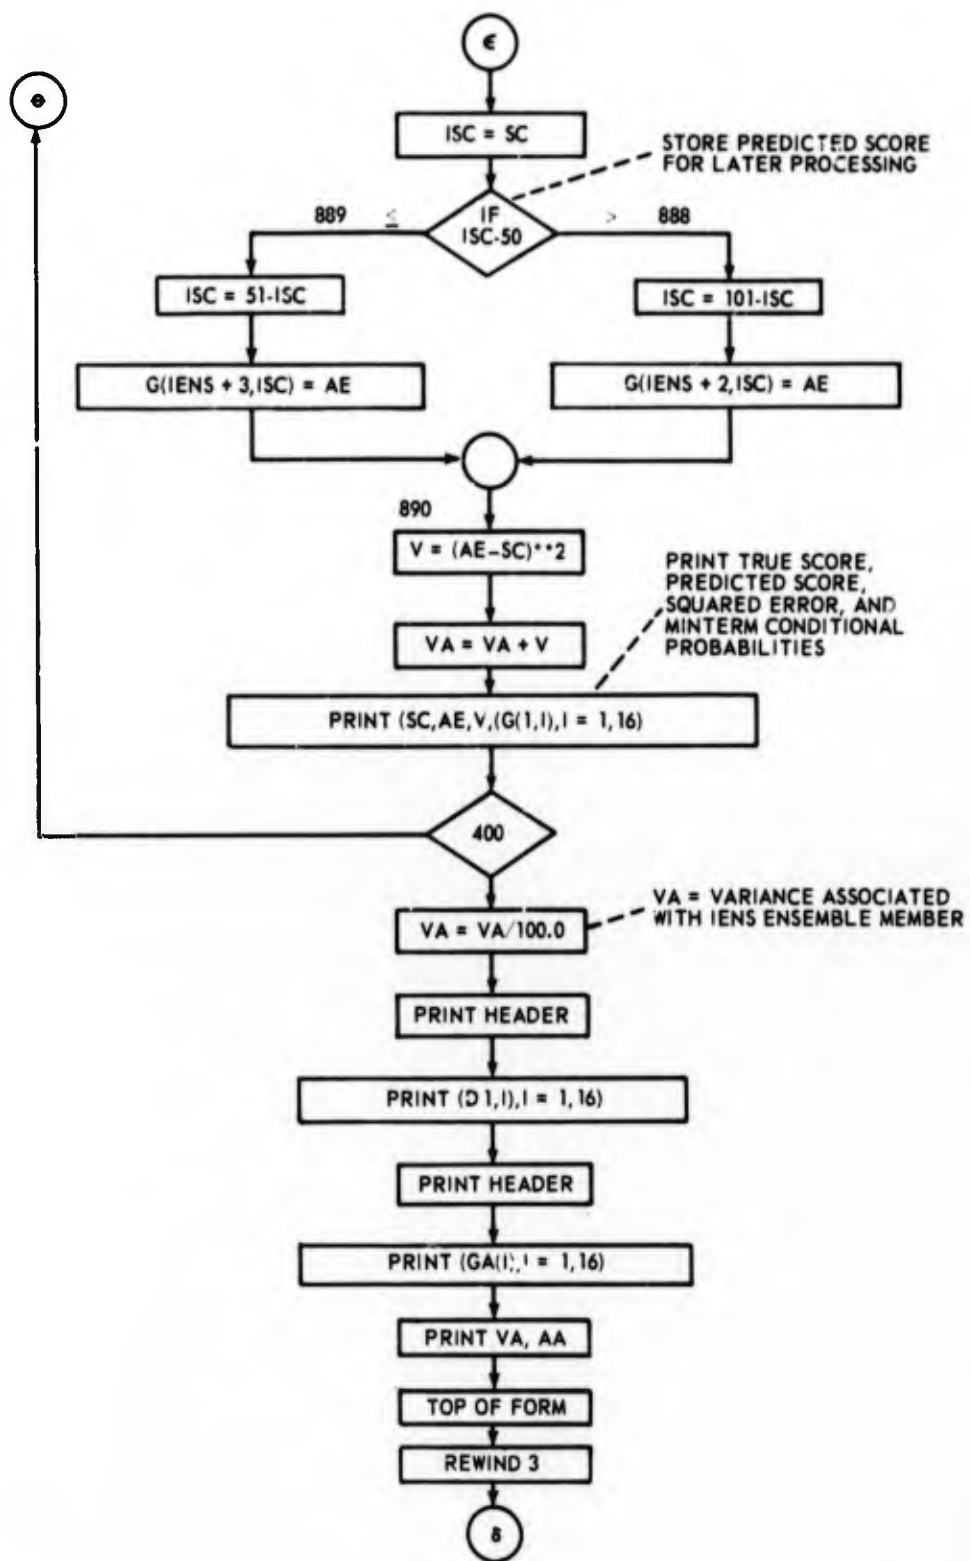 ϵ
Θ
ISC = SC
STORE PREDICTED SCORE
FOR LATER PROCESSING
889 ≤
IF
ISC-50
> 888
ISC = 51-ISC
ISC = 101-ISC
G(IENS + 3,ISC) = AE
G(IENS + 2,ISC) = AE
890
V = (AE-SC)**2
PRINT TRUE SCORE,
PREDICTED SCORE,
SQUARED ERROR, AND
MINTERM CONDITIONAL
PROBABILITIES
VA = VA + V
PRINT (SC,AE,V,(G(1,I),I = 1,16)
400
VA = VA/100.0
VA = VARIANCE ASSOCIATED
WITH IENS ENSEMBLE MEMBER
PRINT HEADER
PRINT (D 1,I),I = 1,16)
PRINT HEADER
PRINT (GA(I),I = 1,16)
PRINT VA, AA
TOP OF FORM
REWIND 3
δ